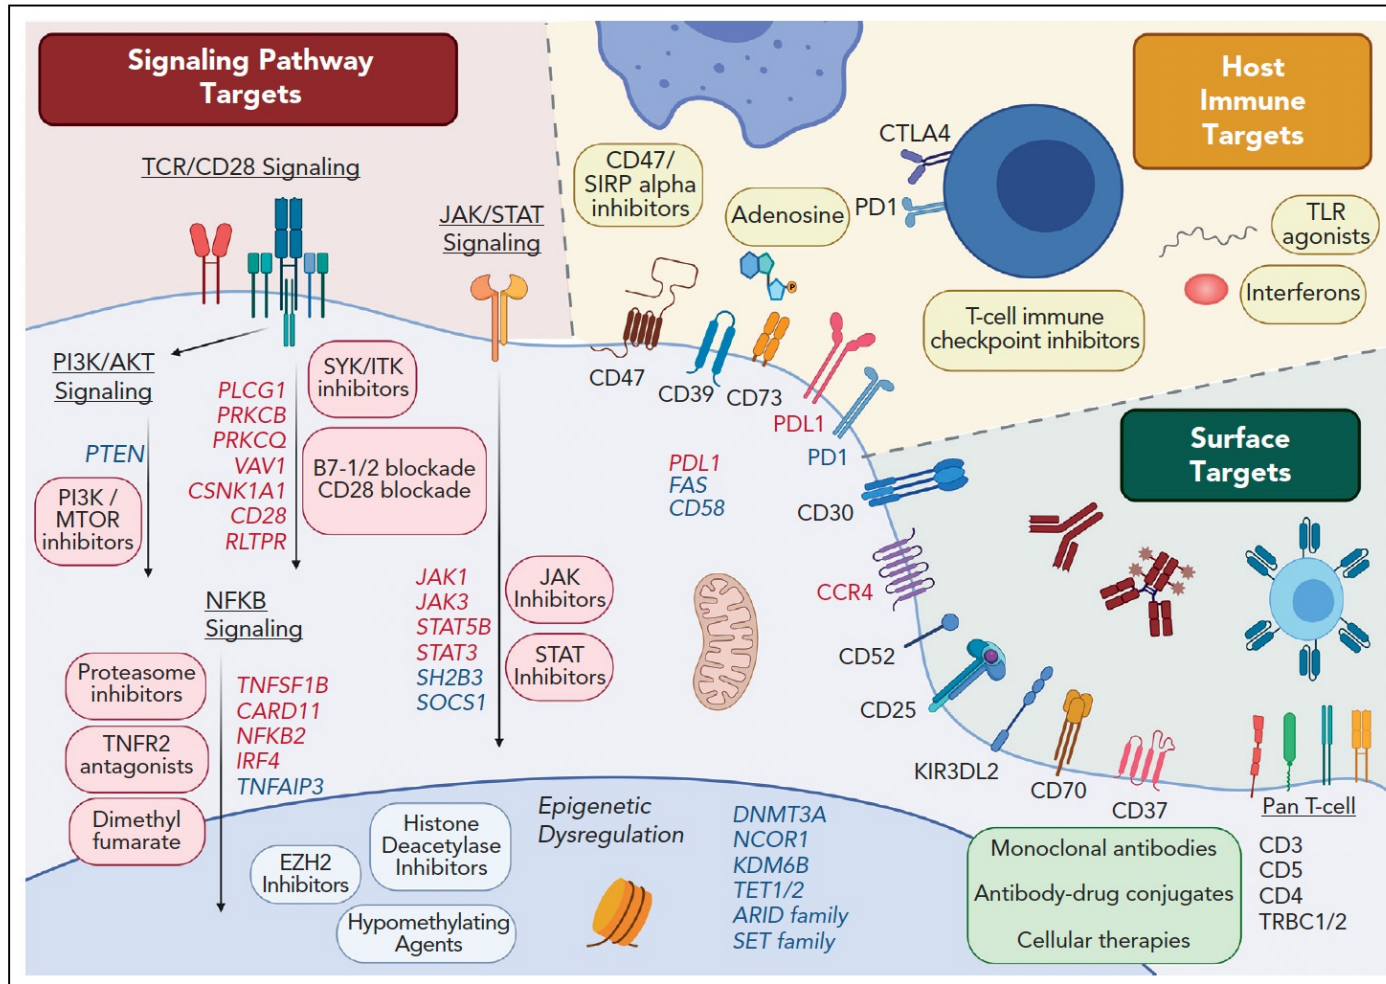 Signaling Pathway
Targets
TCR/CD28 Signaling
JAK/STAT
Signaling
PI3K/AKT
Signaling
PTEN
PI3K /
MTOR
inhibitors
PLCG1
PRKCB
PRKCQ
VAV1
CSNK1A1
CD28
RLTPR
SYK/ITK
inhibitors
B7-1/2 blockade
CD28 blockade
NFKB
Signaling
Proteasome
inhibitors
TNFR2
antagonists
Dimethyl
fumarate
TNFSF1B
CARD11
NFKB2
IRF4
TNFAIP3
JAK1
JAK3
STAT5B
STAT3
SH2B3
SOCS1
JAK
Inhibitors
STAT
Inhibitors
Host
Immune
Targets
CD47/
SIRP alpha
inhibitors
Adenosine
P
CTLA4
PD1
TLR
agonists
Interferons
T-cell immune
checkpoint inhibitors
CD47
CD39
CD73
PDL1
PD1
PDL1
FAS
CD58
Surface
Targets
CD30
CCR4
CD52
CD25
KIR3DL2
CD70
CD37
Pan T-cell
CD3
CD5
CD4
TRBC1/2
Monoclonal antibodies
Antibody-drug conjugates
Cellular therapies
Epigenetic
Dysregulation
EZH2
Inhibitors
Histone
Deacetylase
Inhibitors
Hypomethylating
Agents
DNMT3A
NCOR1
KDM6B
TET1/2
ARID family
SET family